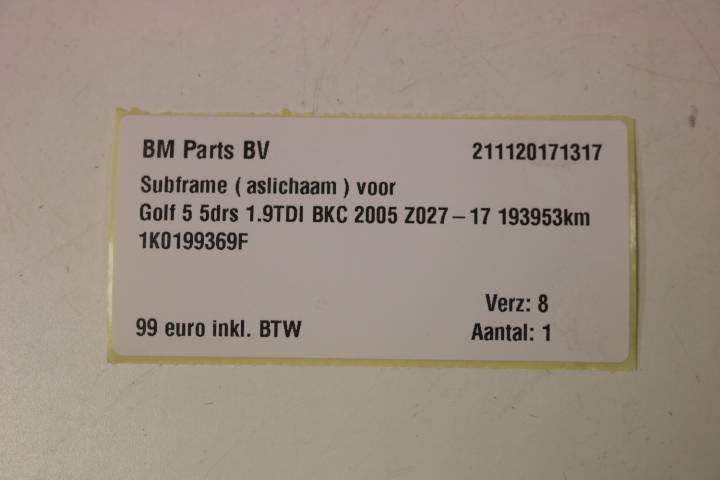 BM Parts BV 211120171317
Subframe ( aslichaam ) voor
Golf 5 5drs 1.9TDI BKC 2005 Z027-17 193953km
1K0199369F
Verz: 8
99 euro inkl. BTW Aantal: 1